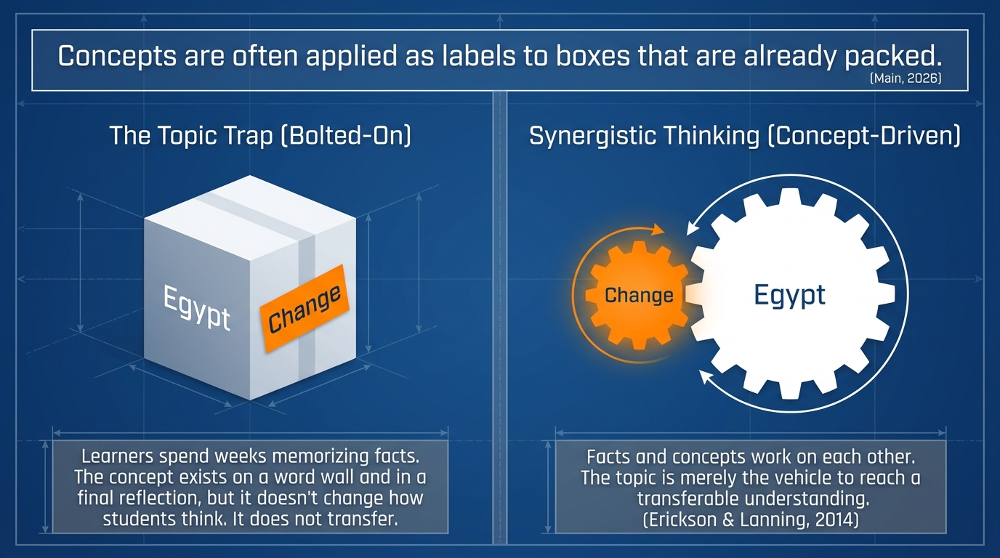 Concepts are often applied as labels to boxes that are already packed.
(Main, 2026)
The Topic Trap (Bolted-On)
Egypt
Change
Learners spend weeks memorizing facts.
The concept exists on a word wall and in a
final reflection, but it doesn't change how
students think. It does not transfer.
Synergistic Thinking (Concept-Driven)
Change
Egypt
Facts and concepts work on each other.
The topic is merely the vehicle to reach a
transferable understanding.
(Erickson & Lanning, 2014)